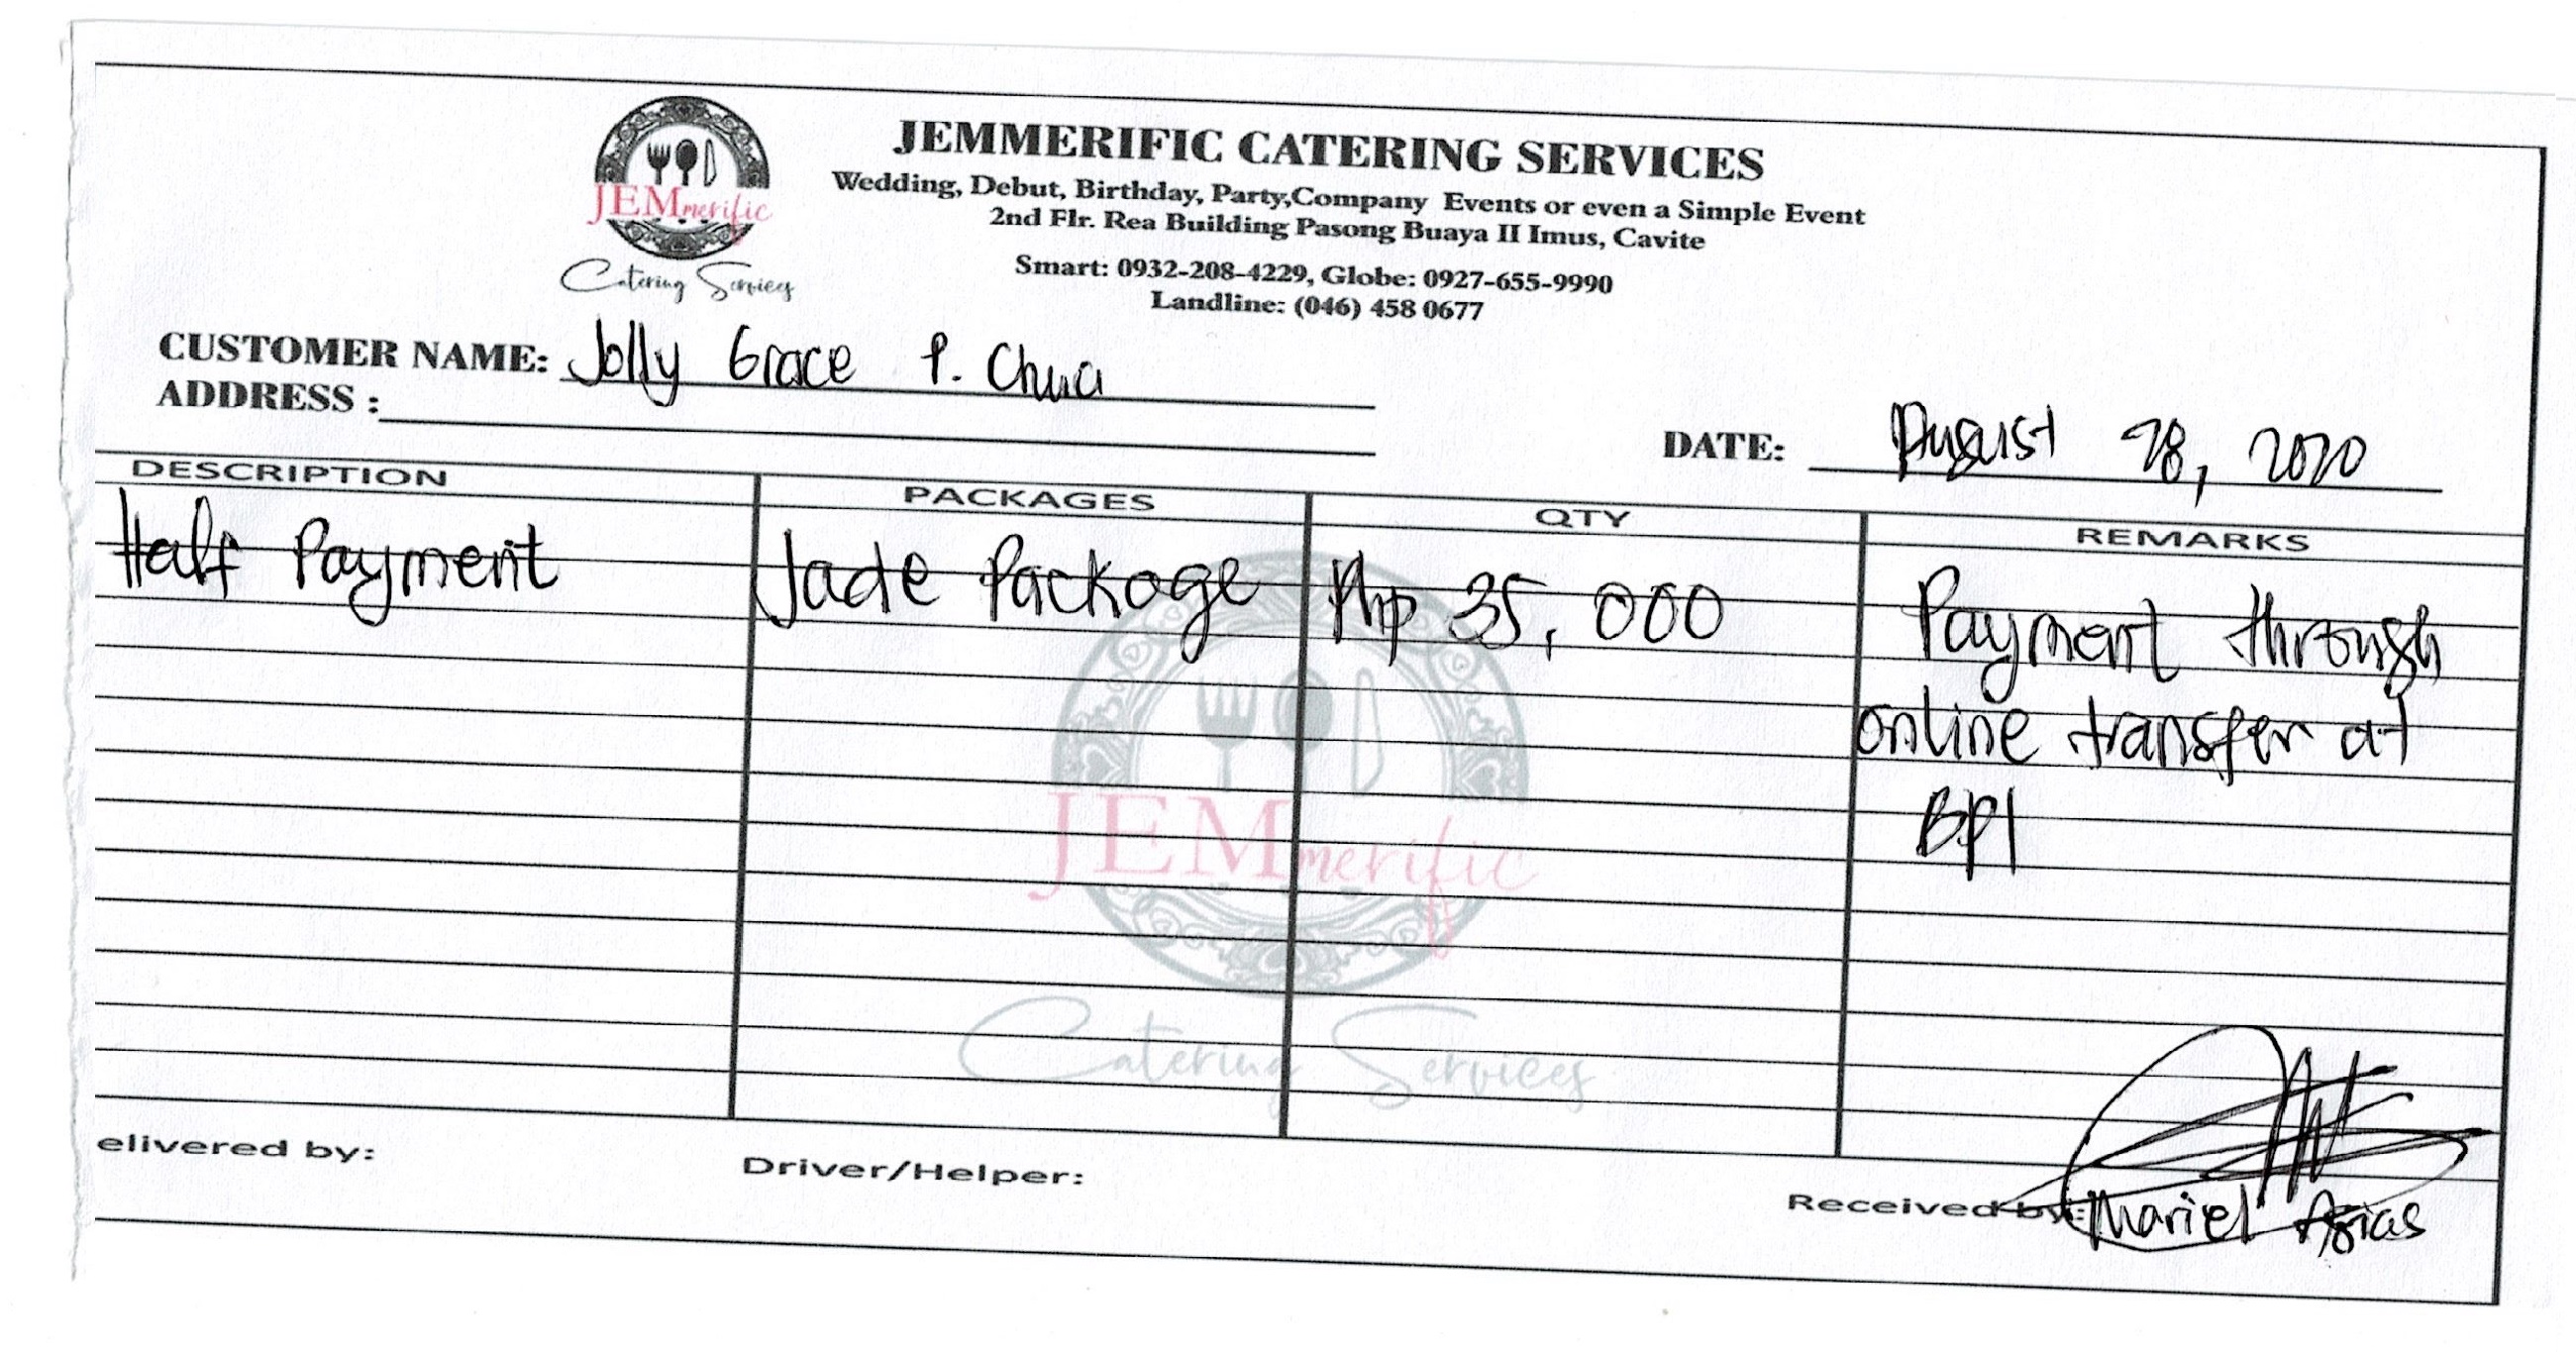 JEMmerific
Catering Services
JEMMERIFIC CATERING SERVICES
Wedding, Debut, Birthday, Party,Company Events or even a Simple Event
2nd Flr. Rea Building Pasong Buaya II Imus, Cavite
Smart: 0932-208-4229, Globe: 0927-655-9990
Landline: (046) 458 0677
CUSTOMER NAME: Jolly Grace P. Chua
ADDRESS :
DATE: August 28, 2020
DESCRIPTION PACKAGES QTY REMARKS
Half Payment Jade Package Php 35,000 Payment through
online transfer at
BPI
JEMmerific
Catering Services
elivered by: Driver/Helper: Received by: Mariel